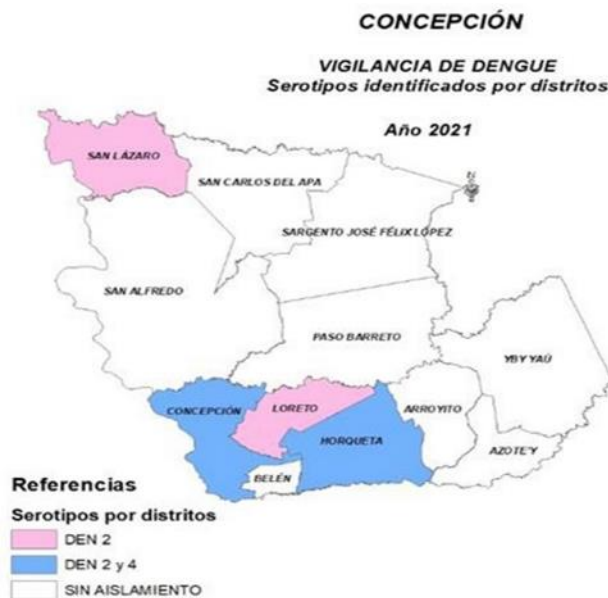 CONCEPCIÓN
VIGILANCIA DE DENGUE
Serotipos identificados por distritos
Año 2021
SAN LÁZARO
SAN CARLOS DEL APA
SARGENTO JOSÉ FÉLIX LÓPEZ
SAN ALFREDO
PASO BARRETO
YBY YAÚ
CONCEPCIÓN
LORETO
ARROYITO
HORQUETA
AZOTE'Y
BELÉN
Referencias
Serotipos por distritos
DEN 2
DEN 2 y 4
SIN AISLAMIENTO